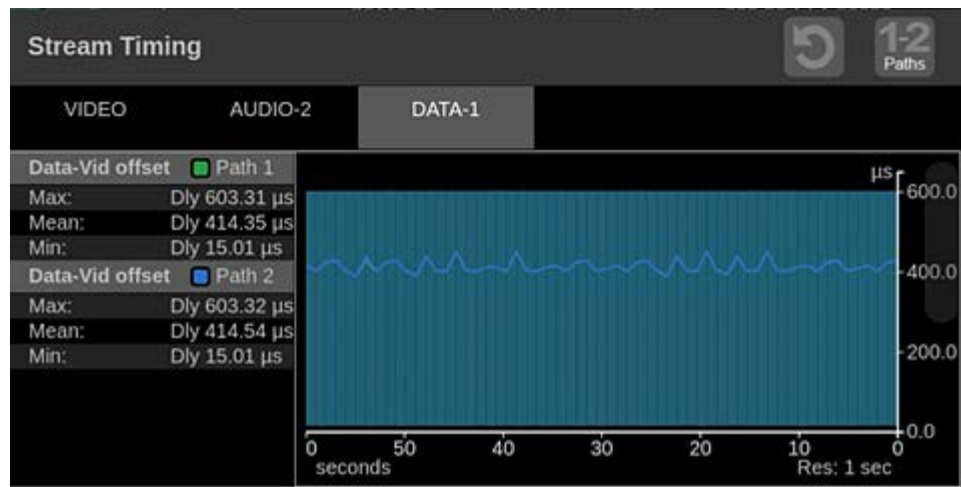 Stream Timing
1-2
Paths
VIDEO AUDIO-2 DATA-1
Data-Vid offset Path 1
Max: Dly 603.31 µs
Mean: Dly 414.35 µs
Min: Dly 15.01 µs
Data-Vid offset Path 2
Max: Dly 603.32 µs
Mean: Dly 414.54 µs
Min: Dly 15.01 µs
µs
600.0
400.0
200.0
0.0
0 50 40 30 20 10 0
seconds Res: 1 sec